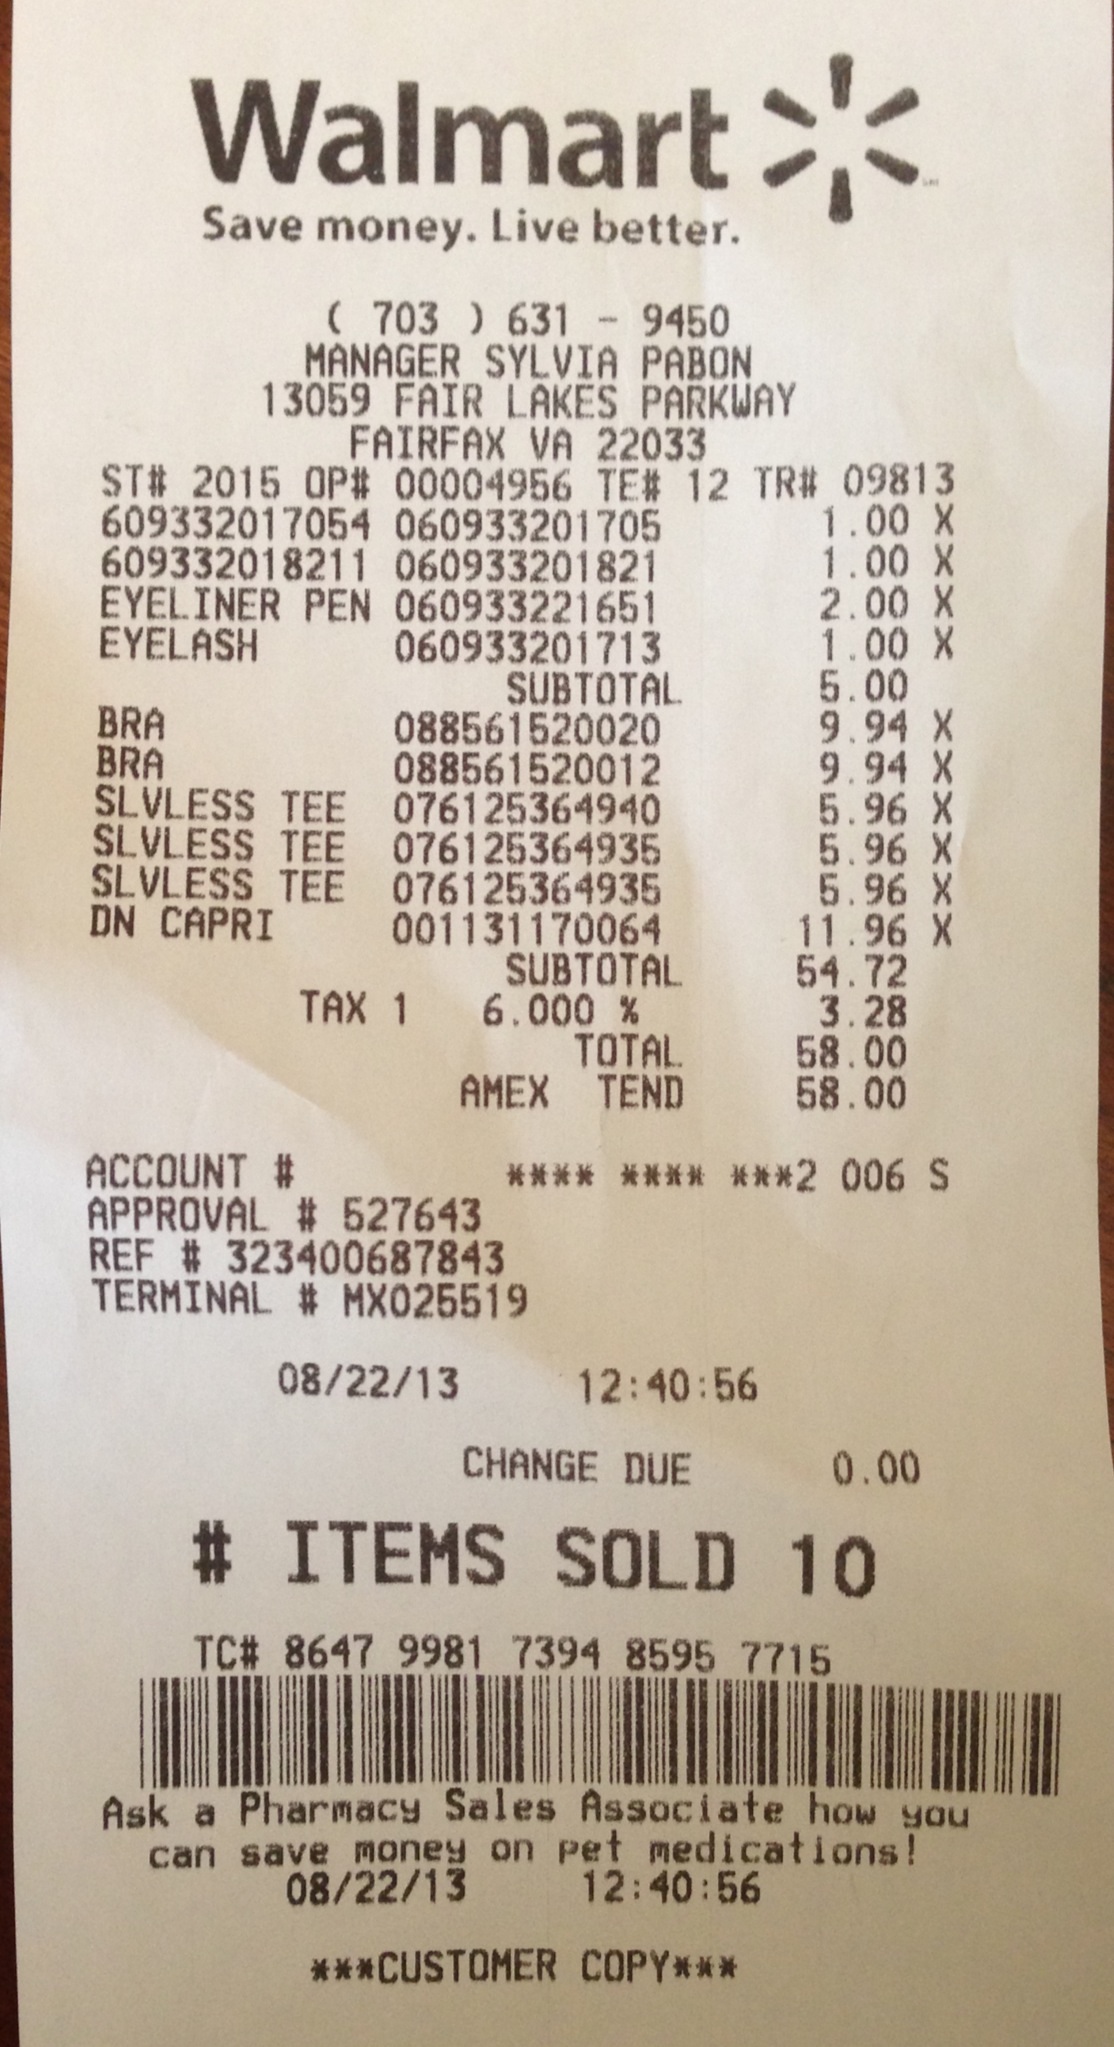 Walmart
Save money. Live better.
( 703 ) 631 - 9450
MANAGER SYLVIA PABON
13059 FAIR LAKES PARKWAY
FAIRFAX VA 22033
ST# 2015 OP# 00004956 TE# 12 TR# 09813
609332017054 060933201705 1.00 X
609332018211 060933201821 1.00 X
EYELINER PEN 060933221651 2.00 X
EYELASH 060933201713 1.00 X
SUBTOTAL 5.00
BRA 088561520020 9.94 X
BRA 088561520012 9.94 X
SLVLESS TEE 076125364940 5.96 X
SLVLESS TEE 076125364935 5.96 X
SLVLESS TEE 076125364935 5.96 X
DN CAPRI 001131170064 11.96 X
SUBTOTAL 54.72
TAX 1 6.000 % 3.28
TOTAL 58.00
AMEX TEND 58.00
ACCOUNT # **** **** ***2 006 S
APPROVAL # 527643
REF # 323400687843
TERMINAL # MX025519
08/22/13 12:40:56
CHANGE DUE 0.00
# ITEMS SOLD 10
TC# 8647 9981 7394 8595 7715
Ask a Pharmacy Sales Associate how you
can save money on pet medications!
08/22/13 12:40:56
***CUSTOMER COPY***